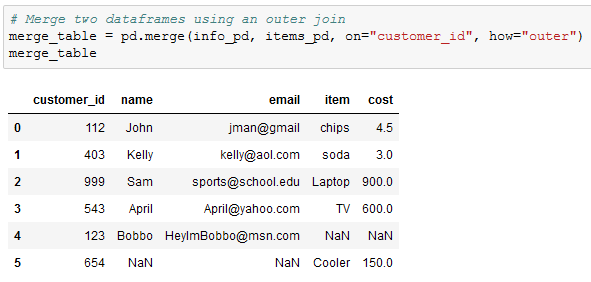 # Merge two dataframes using an outer join
merge_table = pd.merge(info_pd, items_pd, on="customer_id", how="outer")
merge_table
customer_id name email item cost
0 112 John jman@gmail chips 4.5
1 403 Kelly kelly@aol.com soda 3.0
2 999 Sam sports@school.edu Laptop 900.0
3 543 April April@yahoo.com TV 600.0
4 123 Bobbo HeyImBobbo@msn.com NaN NaN
5 654 NaN NaN Cooler 150.0